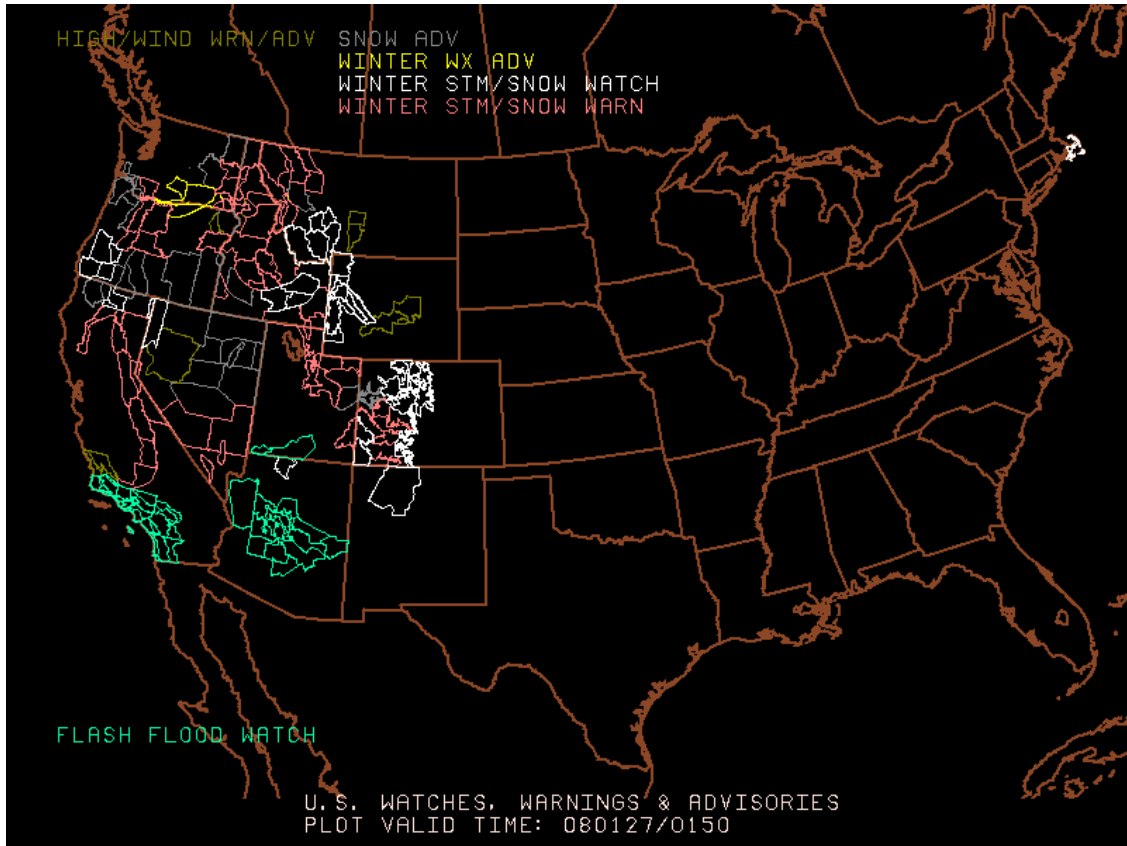 HIGH/WIND WRN/ADV SNOW ADV
WINTER WX ADV
WINTER STM/SNOW WATCH
WINTER STM/SNOW WARN
FLASH FLOOD WATCH
U.S. WATCHES, WARNINGS & ADVISORIES
PLOT VALID TIME: 080127/0150